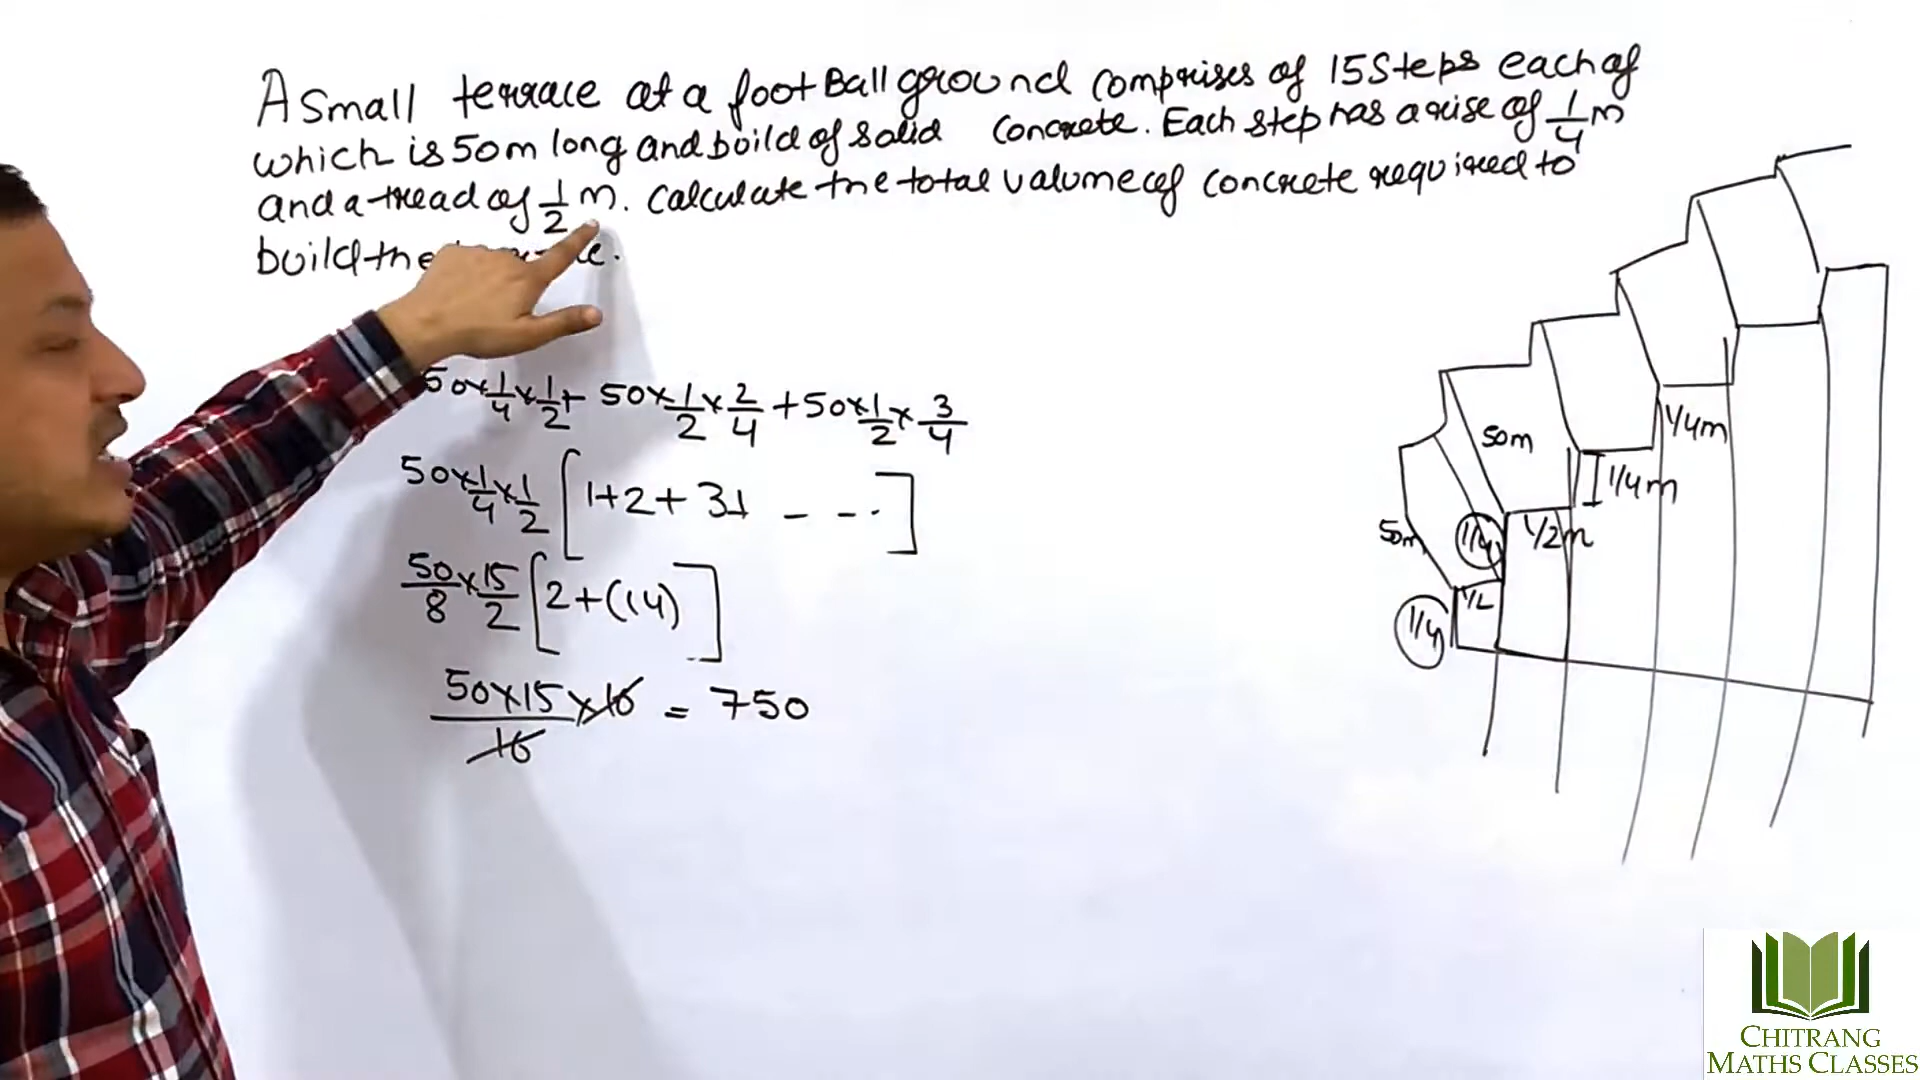 A small terrace at a foot Ball ground comprises of 15 Steps each of
which is 50m long and build of solid concrete. Each step has a rise of 1/4 m
and a tread of 1/2 m. calculate the total valume of concrete required to
build the
50×1/4×1/2+ 50×1/2×2/4 +50×1/2×3/4
50×1/4×1/2 [1+2+3+ - - -·]
50/8×15/2 [2+(14)]
50×15×16/16 = 750
50m
1/4m
1/4m
50m
1/4
1/2m
1/2
1/4
CHITRANG
MATHS CLASSES